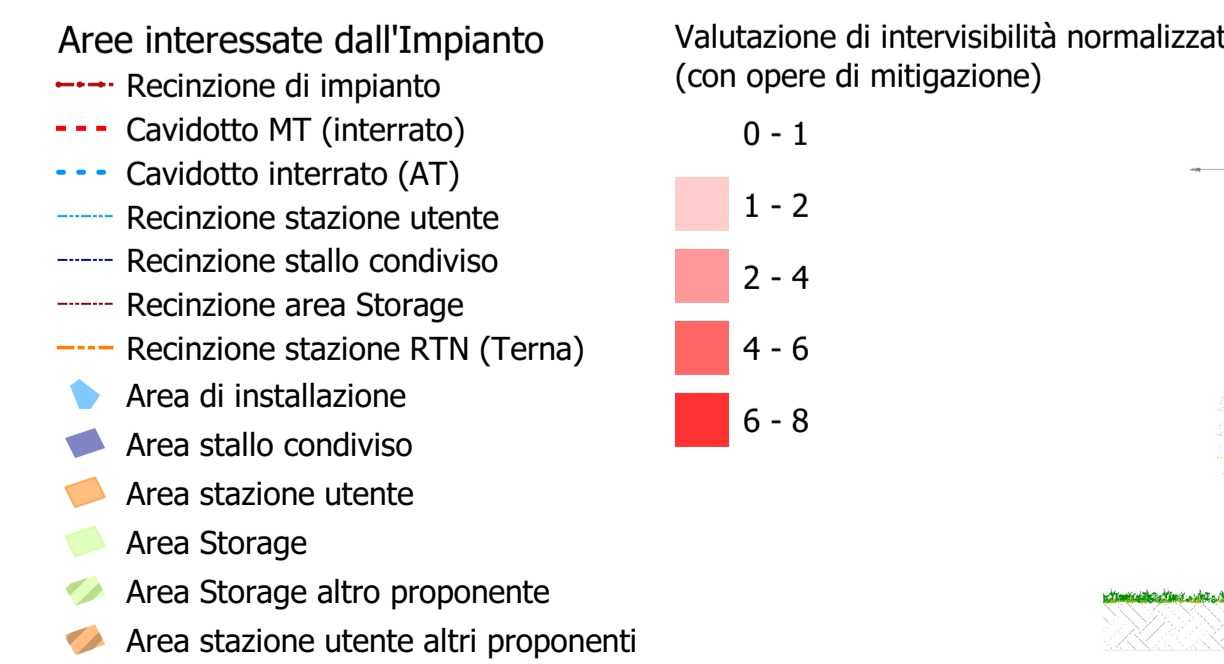 Aree interessate dall'Impianto
Recinzione di impianto
Cavidotto MT (interrato)
Cavidotto interrato (AT)
Recinzione stazione utente
Recinzione stallo condiviso
Recinzione area Storage
Recinzione stazione RTN (Terna)
Area di installazione
Area stallo condiviso
Area stazione utente
Area Storage
Area Storage altro proponente
Area stazione utente altri proponenti
Valutazione di intervisibilità normalizzat
(con opere di mitigazione)
0 - 1
1 - 2
2 - 4
4 - 6
6 - 8